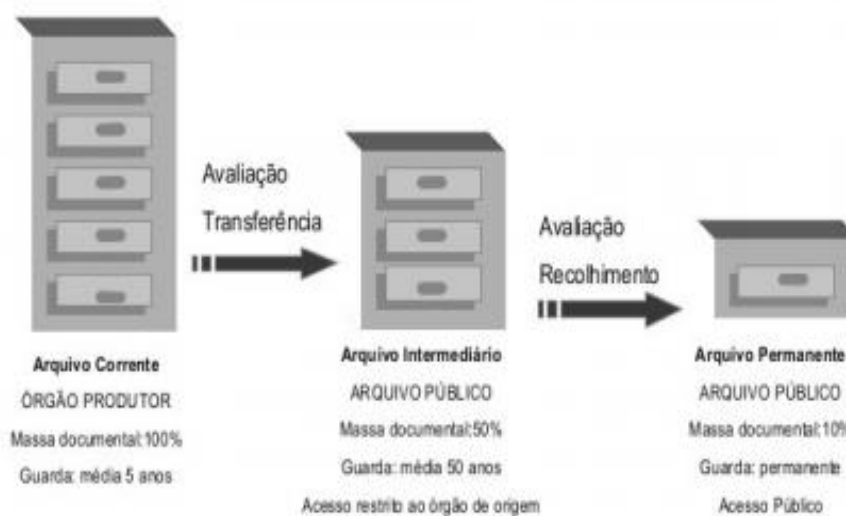 Avaliação
Transferência
Avaliação
Recolhimento
Arquivo Corrente
ÓRGÃO PRODUTOR
Massa documental:100%
Guarda: média 5 anos
Arquivo Intermediário
ARQUIVO PÚBLICO
Massa documental:50%
Guarda: média 50 anos
Acesso restrito ao órgão de origem
Arquivo Permanente
ARQUIVO PÚBLICO
Massa documental:10%
Guarda: permanente
Acesso Público